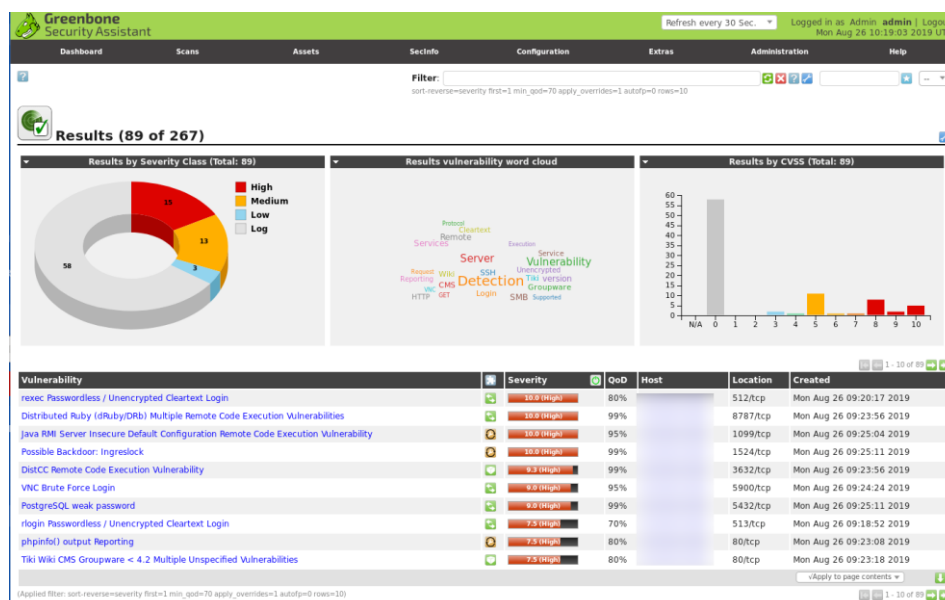 Greenbone
Security Assistant
Refresh every 30 Sec.
Logged in as Admin admin | Logou
Mon Aug 26 10:19:03 2019 UT
Dashboard Scans Assets SecInfo Configuration Extras Administration Help
Filter:
sort-reverse=severity first=1 min_qod=70 apply_overrides=1 autofp=0 rows=10
--
Results (89 of 267)
Results by Severity Class (Total: 89)
15
13
3
58
High
Medium
Low
Log
Results vulnerability word cloud
Protocol
Cleartext
Remote
Services Execution
Server Service
Vulnerability
Request Wiki SSH Unencrypted
Reporting CMS Detection Tiki version
VNC Groupware
HTTP GET Login SMB Supported
Results by CVSS (Total: 89)
60
55
50
45
40
35
30
25
20
15
10
5
0
N/A 0 1 2 3 4 5 6 7 8 9 10
1 - 10 of 89
Vulnerability Severity QoD Host Location Created
rexec Passwordless / Unencrypted Cleartext Login 10.0 (High) 80% 512/tcp Mon Aug 26 09:20:17 2019
Distributed Ruby (dRuby/DRb) Multiple Remote Code Execution Vulnerabilities 10.0 (High) 99% 8787/tcp Mon Aug 26 09:23:56 2019
Java RMI Server Insecure Default Configuration Remote Code Execution Vulnerability 10.0 (High) 95% 1099/tcp Mon Aug 26 09:25:04 2019
Possible Backdoor: Ingreslock 10.0 (High) 99% 1524/tcp Mon Aug 26 09:25:11 2019
DistCC Remote Code Execution Vulnerability 9.3 (High) 99% 3632/tcp Mon Aug 26 09:23:56 2019
VNC Brute Force Login 9.0 (High) 95% 5900/tcp Mon Aug 26 09:24:24 2019
PostgreSQL weak password 9.0 (High) 99% 5432/tcp Mon Aug 26 09:25:11 2019
rlogin Passwordless / Unencrypted Cleartext Login 7.5 (High) 70% 513/tcp Mon Aug 26 09:18:52 2019
phpinfo() output Reporting 7.5 (High) 80% 80/tcp Mon Aug 26 09:23:08 2019
Tiki Wiki CMS Groupware < 4.2 Multiple Unspecified Vulnerabilities 7.5 (High) 80% 80/tcp Mon Aug 26 09:23:18 2019
√Apply to page contents
(Applied filter: sort-reverse=severity first=1 min_qod=70 apply_overrides=1 autofp=0 rows=10) 1 - 10 of 89